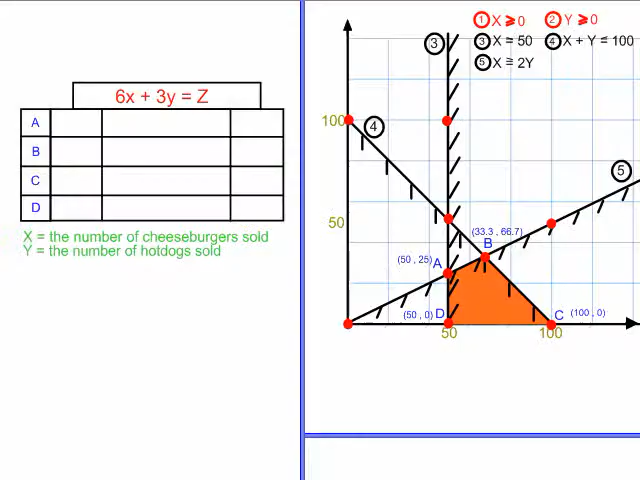 6x + 3y = Z
A
B
C
D
X = the number of cheeseburgers sold
Y = the number of hotdogs sold
① X ⩾ 0 ② Y ⩾ 0
③ X = 50 ④ X + Y = 100
⑤ X = 2Y
③
100
④
⑤
50
(33.3 , 66.7)
B
(50 , 25) A
(50 , 0) D
C (100 , 0)
50
100